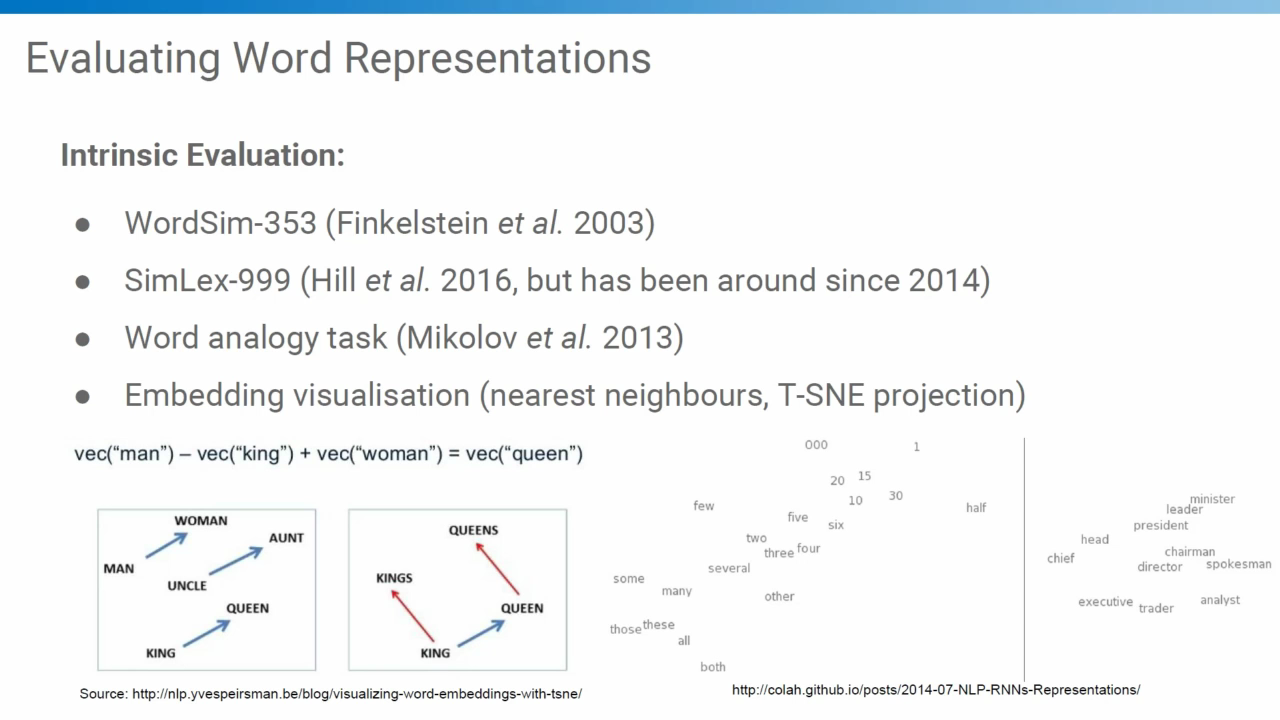 Evaluating Word Representations
Intrinsic Evaluation:
● WordSim-353 (Finkelstein et al. 2003)
● SimLex-999 (Hill et al. 2016, but has been around since 2014)
● Word analogy task (Mikolov et al. 2013)
● Embedding visualisation (nearest neighbours, T-SNE projection)
vec(“man”) – vec(“king”) + vec(“woman”) = vec(“queen”)
WOMAN
AUNT
MAN
UNCLE
QUEEN
KING
QUEENS
KINGS
QUEEN
KING
Source: http://nlp.yvespeirsman.be/blog/visualizing-word-embeddings-with-tsne/
000
1
20
15
10
30
few
half
five
six
two
three
four
several
some
many
other
those
these
all
both
minister
leader
president
head
chairman
chief
director
spokesman
executive
trader
analyst
http://colah.github.io/posts/2014-07-NLP-RNNs-Representations/